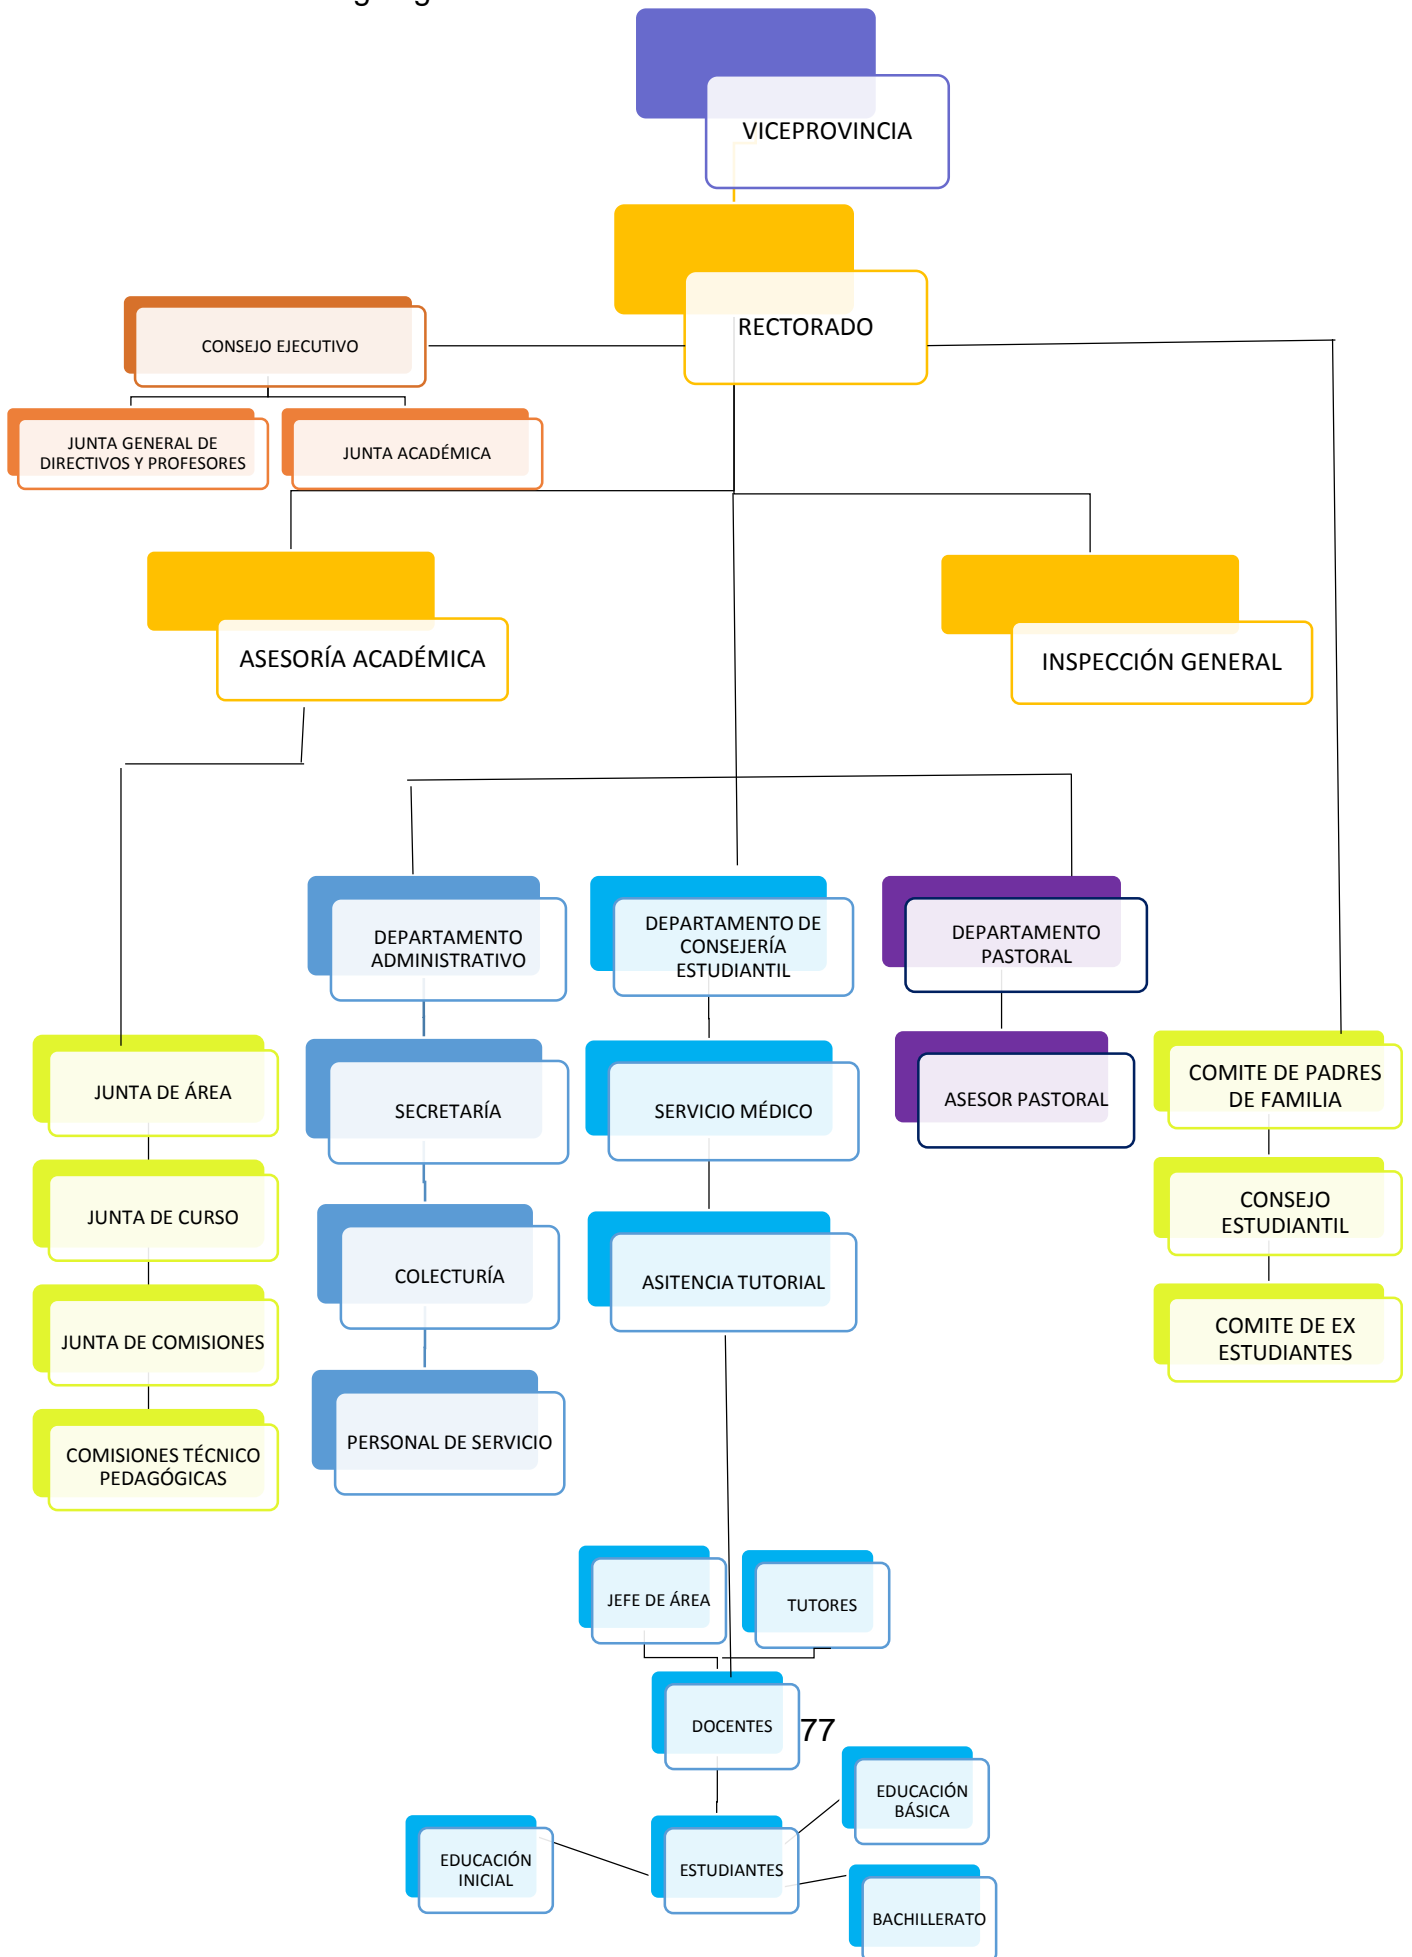 VICEPROVINCIA
RECTORADO
CONSEJO EJECUTIVO
JUNTA GENERAL DE
DIRECTIVOS Y PROFESORES
JUNTA ACADÉMICA
ASESORÍA ACADÉMICA
INSPECCIÓN GENERAL
DEPARTAMENTO
ADMINISTRATIVO
DEPARTAMENTO DE
CONSEJERÍA
ESTUDIANTIL
DEPARTAMENTO
PASTORAL
JUNTA DE ÁREA
SECRETARÍA
SERVICIO MÉDICO
ASESOR PASTORAL
COMITE DE PADRES
DE FAMILIA
JUNTA DE CURSO
COLECTURÍA
ASITENCIA TUTORIAL
CONSEJO
ESTUDIANTIL
JUNTA DE COMISIONES
COMITE DE EX
ESTUDIANTES
COMISIONES TÉCNICO
PEDAGÓGICAS
PERSONAL DE SERVICIO
JEFE DE ÁREA
TUTORES
DOCENTES
77
EDUCACIÓN
BÁSICA
EDUCACIÓN
INICIAL
ESTUDIANTES
BACHILLERATO